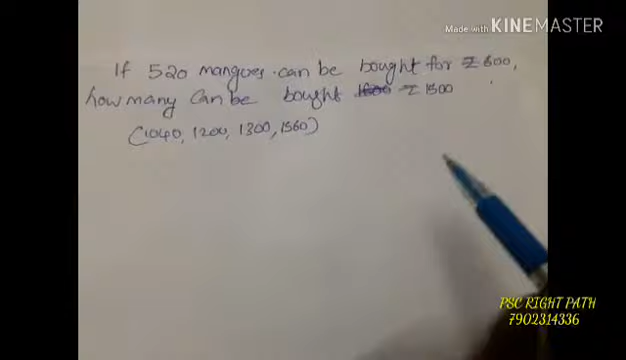 Made with KINEMASTER
If 520 mangoes can be bought for ₹ 600,
how many can be bought ₹ 1500
(1040, 1200, 1300, 1560)
PSC RIGHT PATH
7902314336